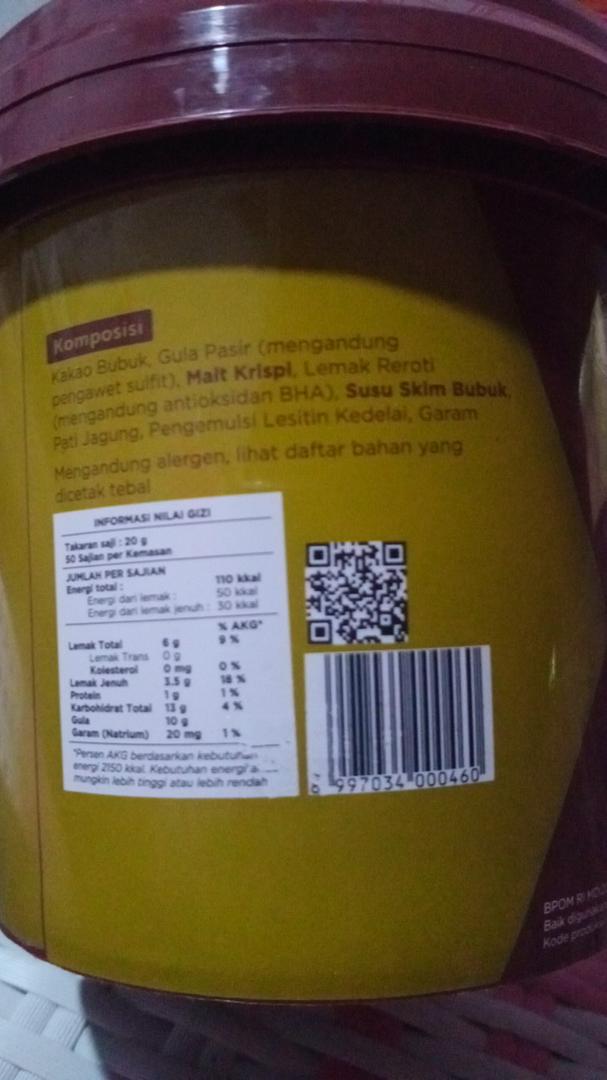 Komposisi
Kakao Bubuk, Gula Pasir (mengandung
pengawet sulfit), Malt Krispi, Lemak Reroti
(mengandung antioksidan BHA), Susu Skim Bubuk,
Pati Jagung, Pengemulsi Lesitin Kedelai, Garam
Mengandung alergen, lihat daftar bahan yang
dicetak tebal
INFORMASI NILAI GIZI
Takaran saji : 20 g
50 Sajian per Kemasan
JUMLAH PER SAJIAN
Energi total : 110 kkal
Energi dari lemak : 50 kkal
Energi dari lemak jenuh : 30 kkal
% AKG*
Lemak Total 6 g 9 %
Lemak Trans 0 g
Kolesterol 0 mg 0 %
Lemak Jenuh 3.5 g 18 %
Protein 1 g 1 %
Karbohidrat Total 13 g 4 %
Gula 10 g
Garam (Natrium) 20 mg 1 %
*Persen AKG berdasarkan kebutuhan
energi 2150 kkal. Kebutuhan energi
mungkin lebih tinggi atau lebih rendah
8 997034 000460
BPOM RI MD
Baik digunakan
Kode produksi